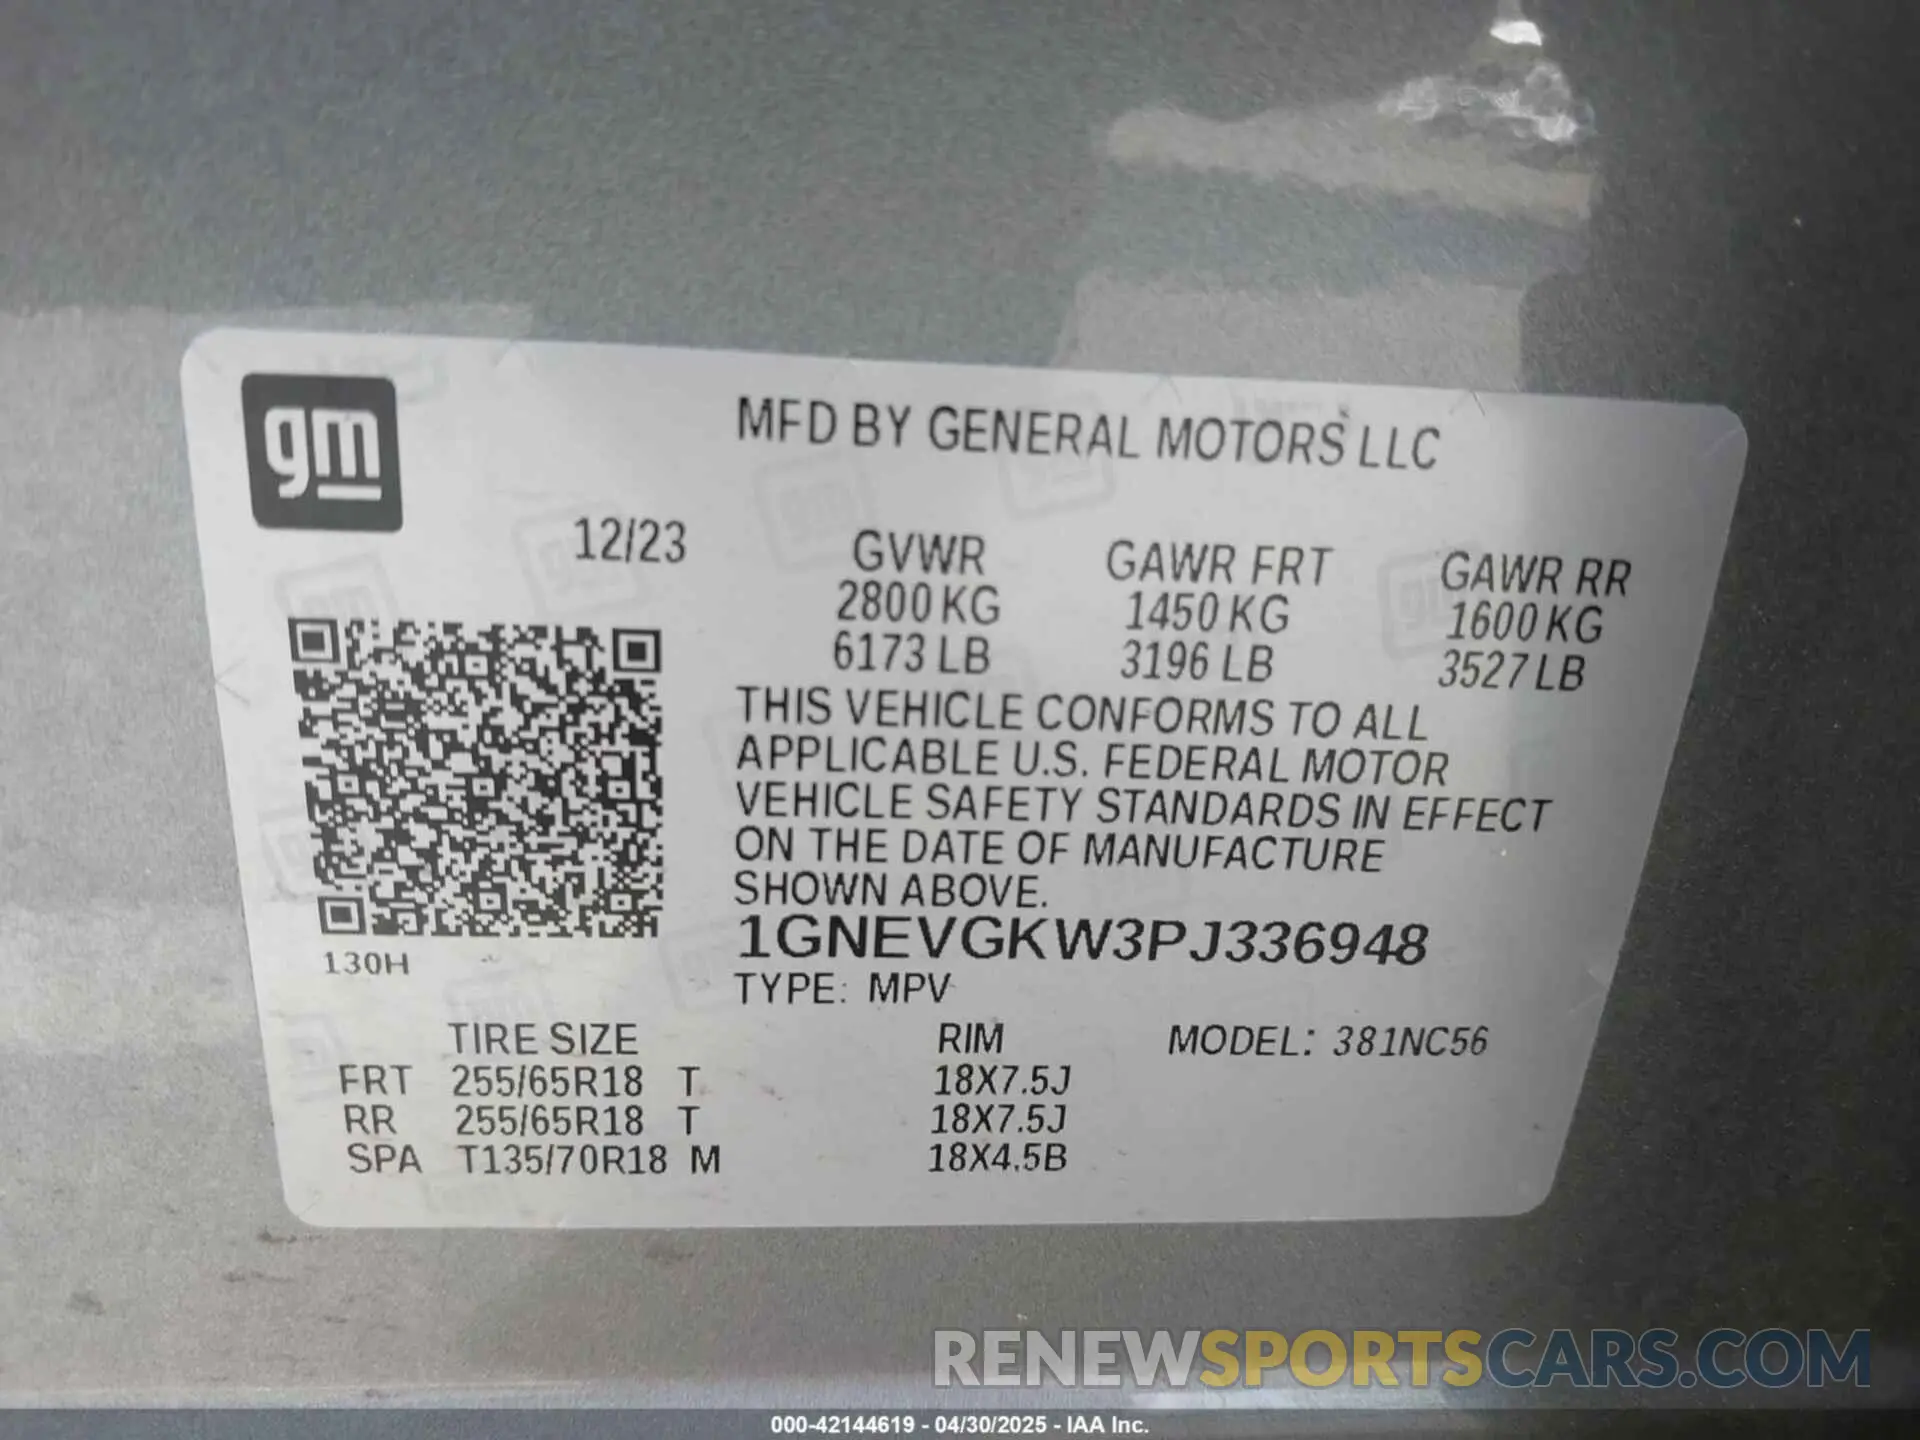 gm
MFD BY GENERAL MOTORS LLC
12/23
GVWR GAWR FRT GAWR RR
2800 KG 1450 KG 1600 KG
6173 LB 3196 LB 3527 LB
THIS VEHICLE CONFORMS TO ALL
APPLICABLE U.S. FEDERAL MOTOR
VEHICLE SAFETY STANDARDS IN EFFECT
ON THE DATE OF MANUFACTURE
SHOWN ABOVE.
1GNEVGKW3PJ336948
130H
TYPE: MPV
TIRE SIZE RIM MODEL: 381NC56
FRT 255/65R18 T 18X7.5J
RR 255/65R18 T 18X7.5J
SPA T135/70R18 M 18X4.5B
RENEWSPORTSCARS.COM
000-42144619 - 04/30/2025 - IAA Inc.